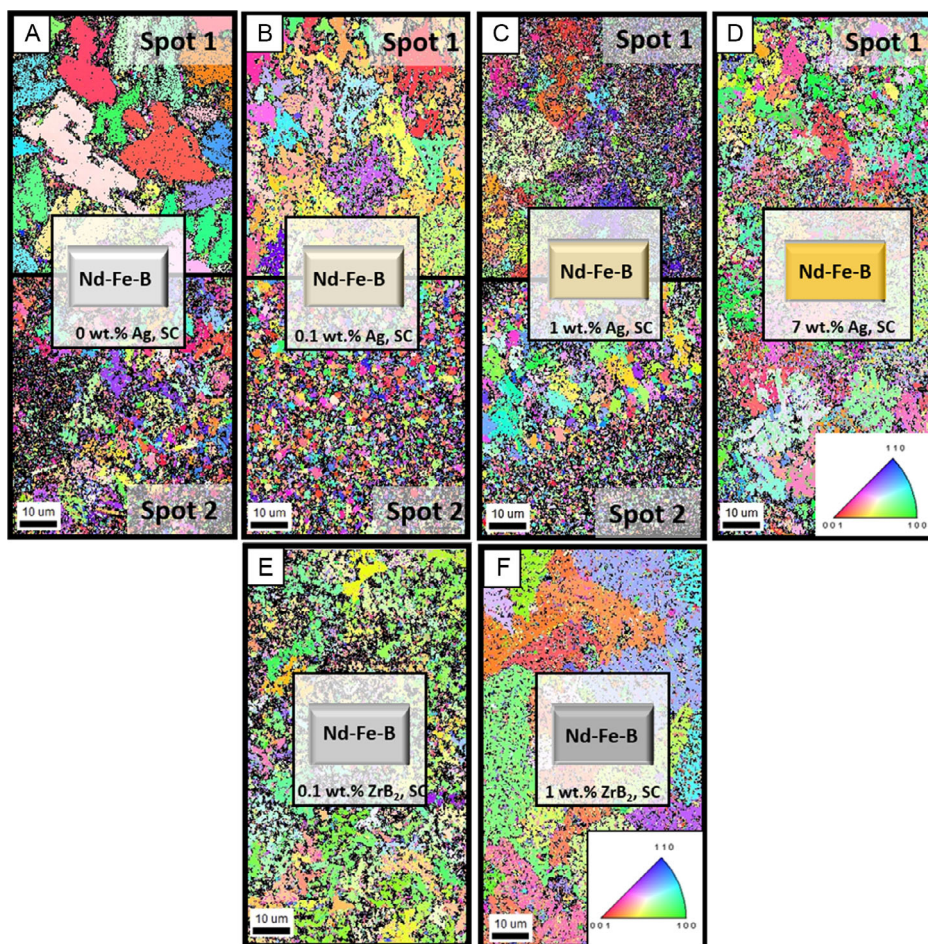 A
Spot 1
Nd-Fe-B
0 wt.% Ag, SC
10 um
Spot 2
B
Spot 1
Nd-Fe-B
0.1 wt.% Ag, SC
10 um
Spot 2
C
Spot 1
Nd-Fe-B
1 wt.% Ag, SC
10 um
Spot 2
D
Nd-Fe-B
7 wt.% Ag, SC
10 um
110
001
100
E
Nd-Fe-B
0.1 wt.% ZrB₂, SC
10 um
F
Nd-Fe-B
1 wt.% ZrB₂, SC
10 um
110
001
100